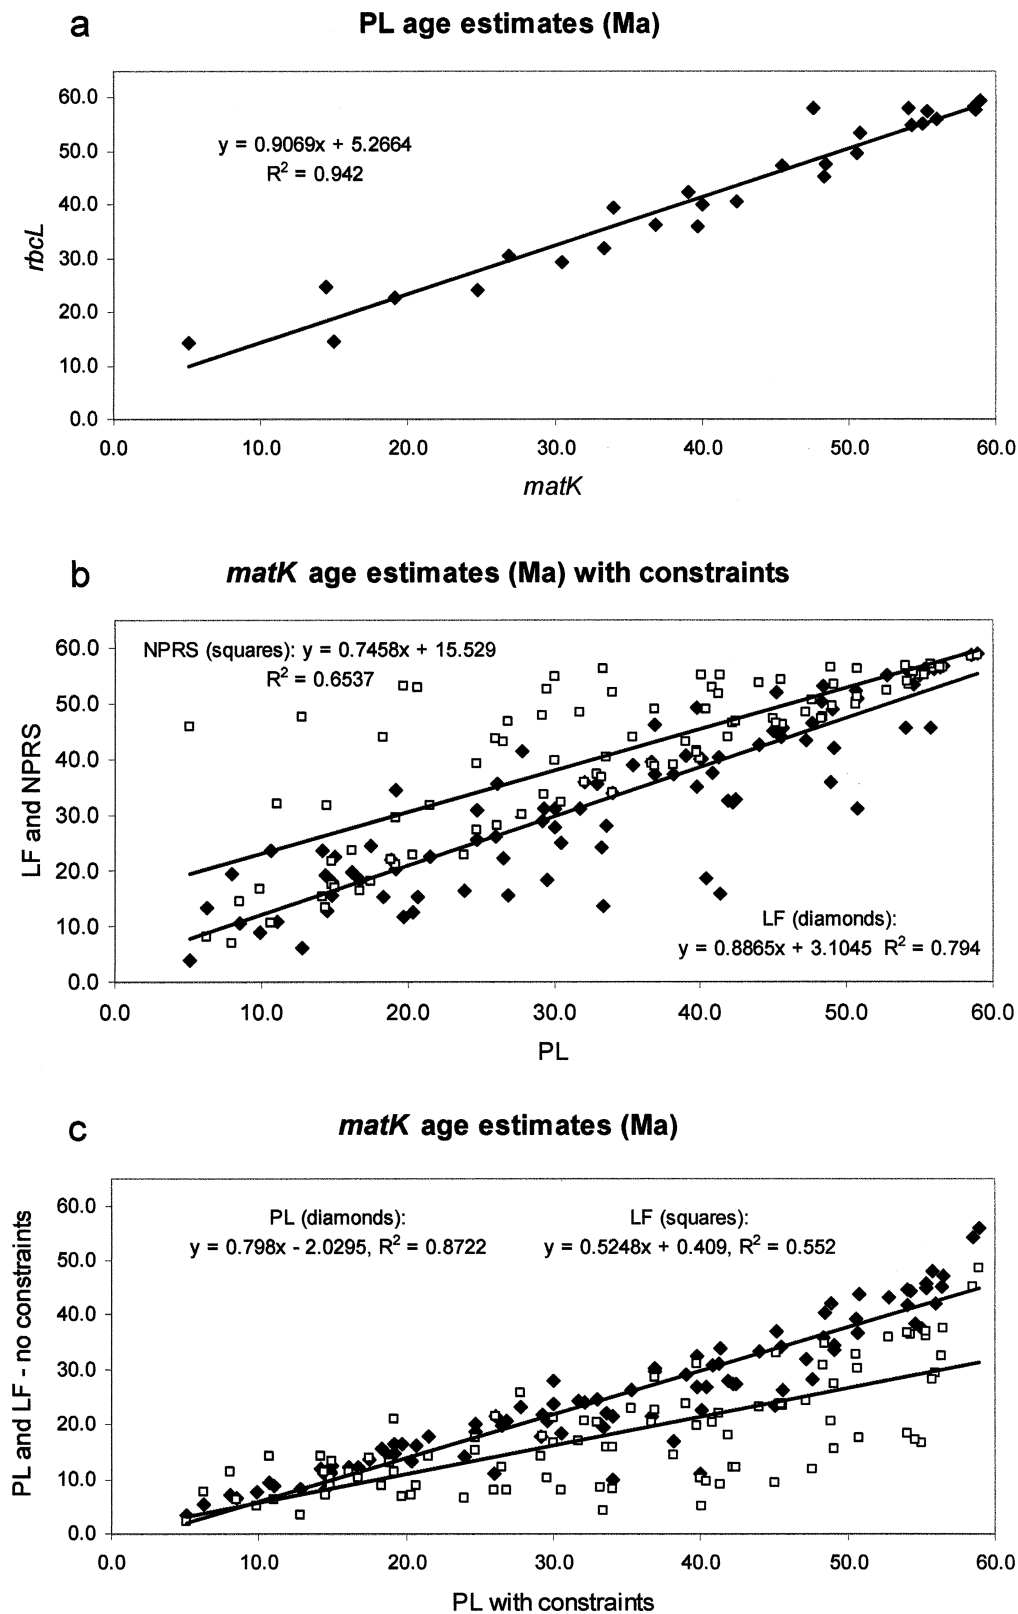 a
PL age estimates (Ma)
60.0
50.0
40.0
30.0
20.0
10.0
0.0
rbcL
y = 0.9069x + 5.2664
R² = 0.942
0.0 10.0 20.0 30.0 40.0 50.0 60.0
matK
b
matK age estimates (Ma) with constraints
60.0
50.0
40.0
30.0
20.0
10.0
0.0
LF and NPRS
NPRS (squares): y = 0.7458x + 15.529
R² = 0.6537
LF (diamonds):
y = 0.8865x + 3.1045 R² = 0.794
0.0 10.0 20.0 30.0 40.0 50.0 60.0
PL
c
matK age estimates (Ma)
60.0
50.0
40.0
30.0
20.0
10.0
0.0
PL and LF - no constraints
PL (diamonds):
y = 0.798x - 2.0295, R² = 0.8722
LF (squares):
y = 0.5248x + 0.409, R² = 0.552
0.0 10.0 20.0 30.0 40.0 50.0 60.0
PL with constraints